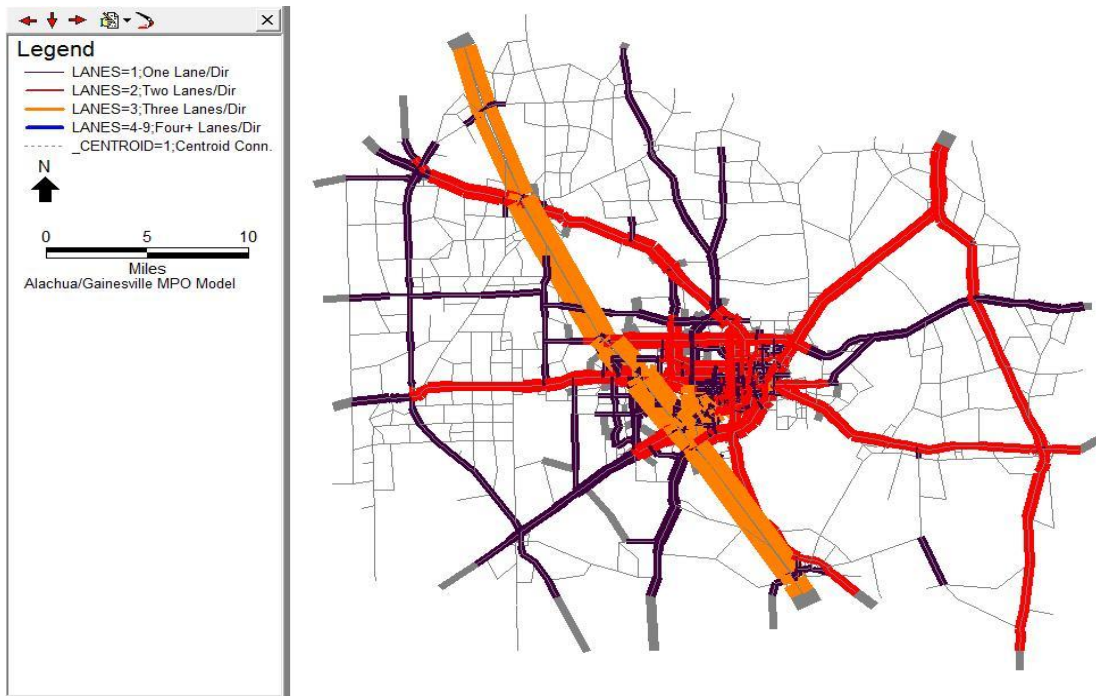 Legend
LANES=1;One Lane/Dir
LANES=2;Two Lanes/Dir
LANES=3;Three Lanes/Dir
LANES=4-9;Four+ Lanes/Dir
_CENTROID=1;Centroid Conn.
N
0 5 10
Miles
Alachua/Gainesville MPO Model